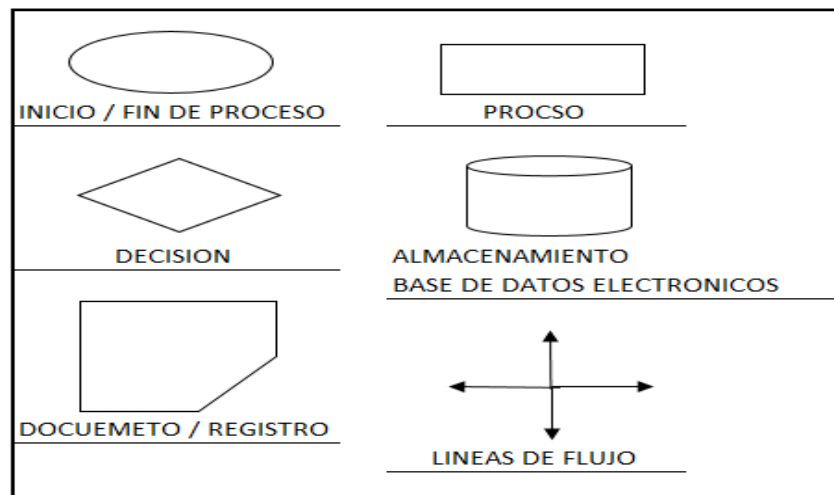 INICIO / FIN DE PROCESO
PROCSO
DECISION
ALMACENAMIENTO
BASE DE DATOS ELECTRONICOS
DOCUEMETO / REGISTRO
LINEAS DE FLUJO